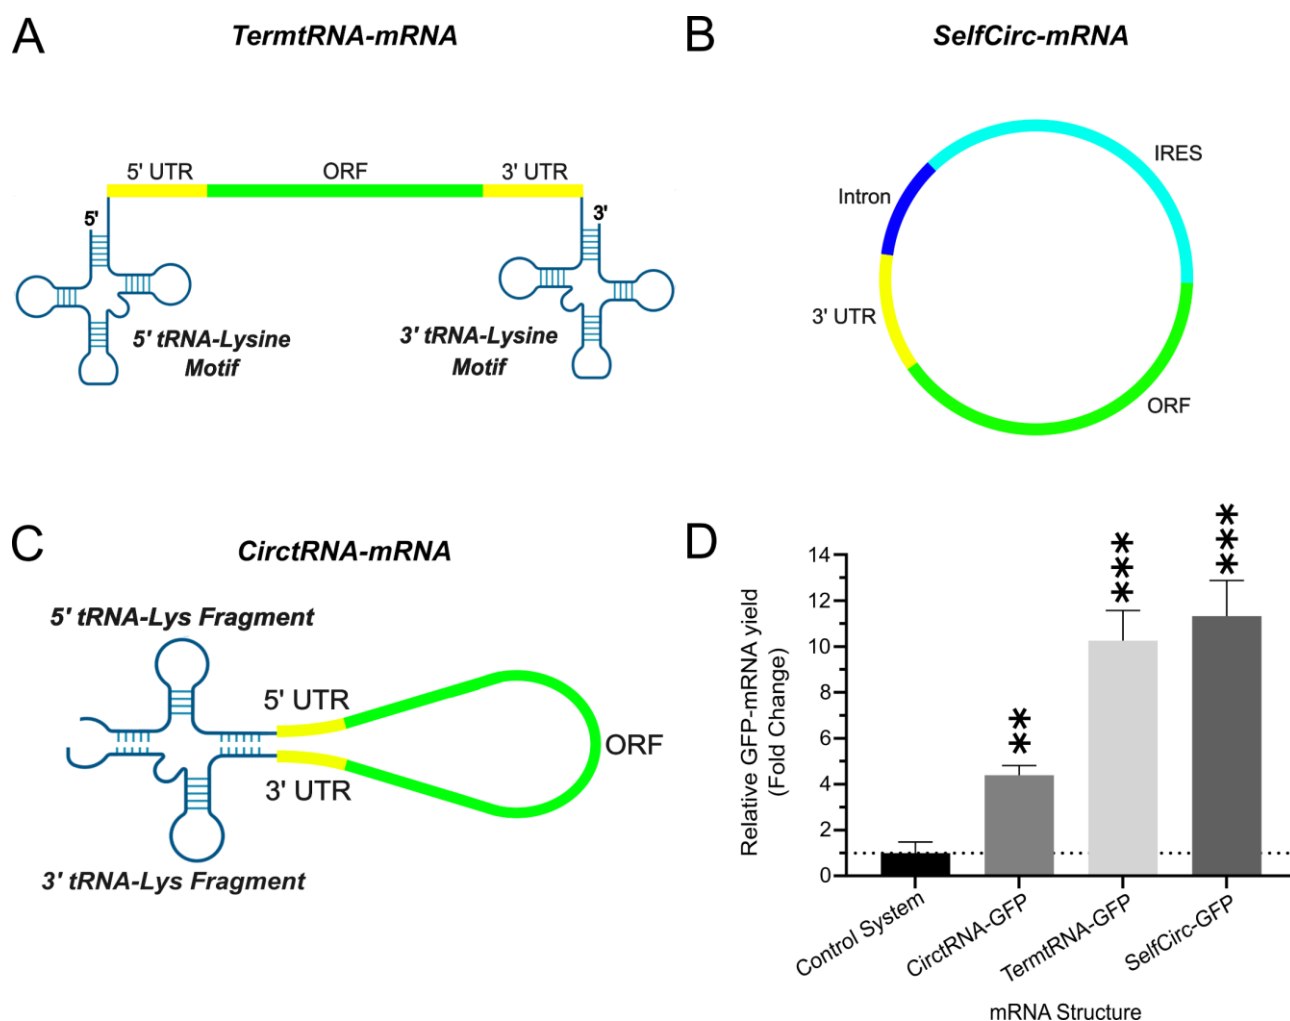 A
TermtRNA-mRNA
5' UTR
ORF
3' UTR
5'
3'
5' tRNA-Lysine
Motif
3' tRNA-Lysine
Motif
B
SelfCirc-mRNA
IRES
Intron
3' UTR
ORF
C
CirctRNA-mRNA
5' tRNA-Lys Fragment
5' UTR
ORF
3' UTR
3' tRNA-Lys Fragment
D
Relative GFP-mRNA yield
(Fold Change)
14
12
10
8
6
4
2
0
**
***
***
Control System
CirctRNA-GFP
TermtRNA-GFP
SelfCirc-GFP
mRNA Structure